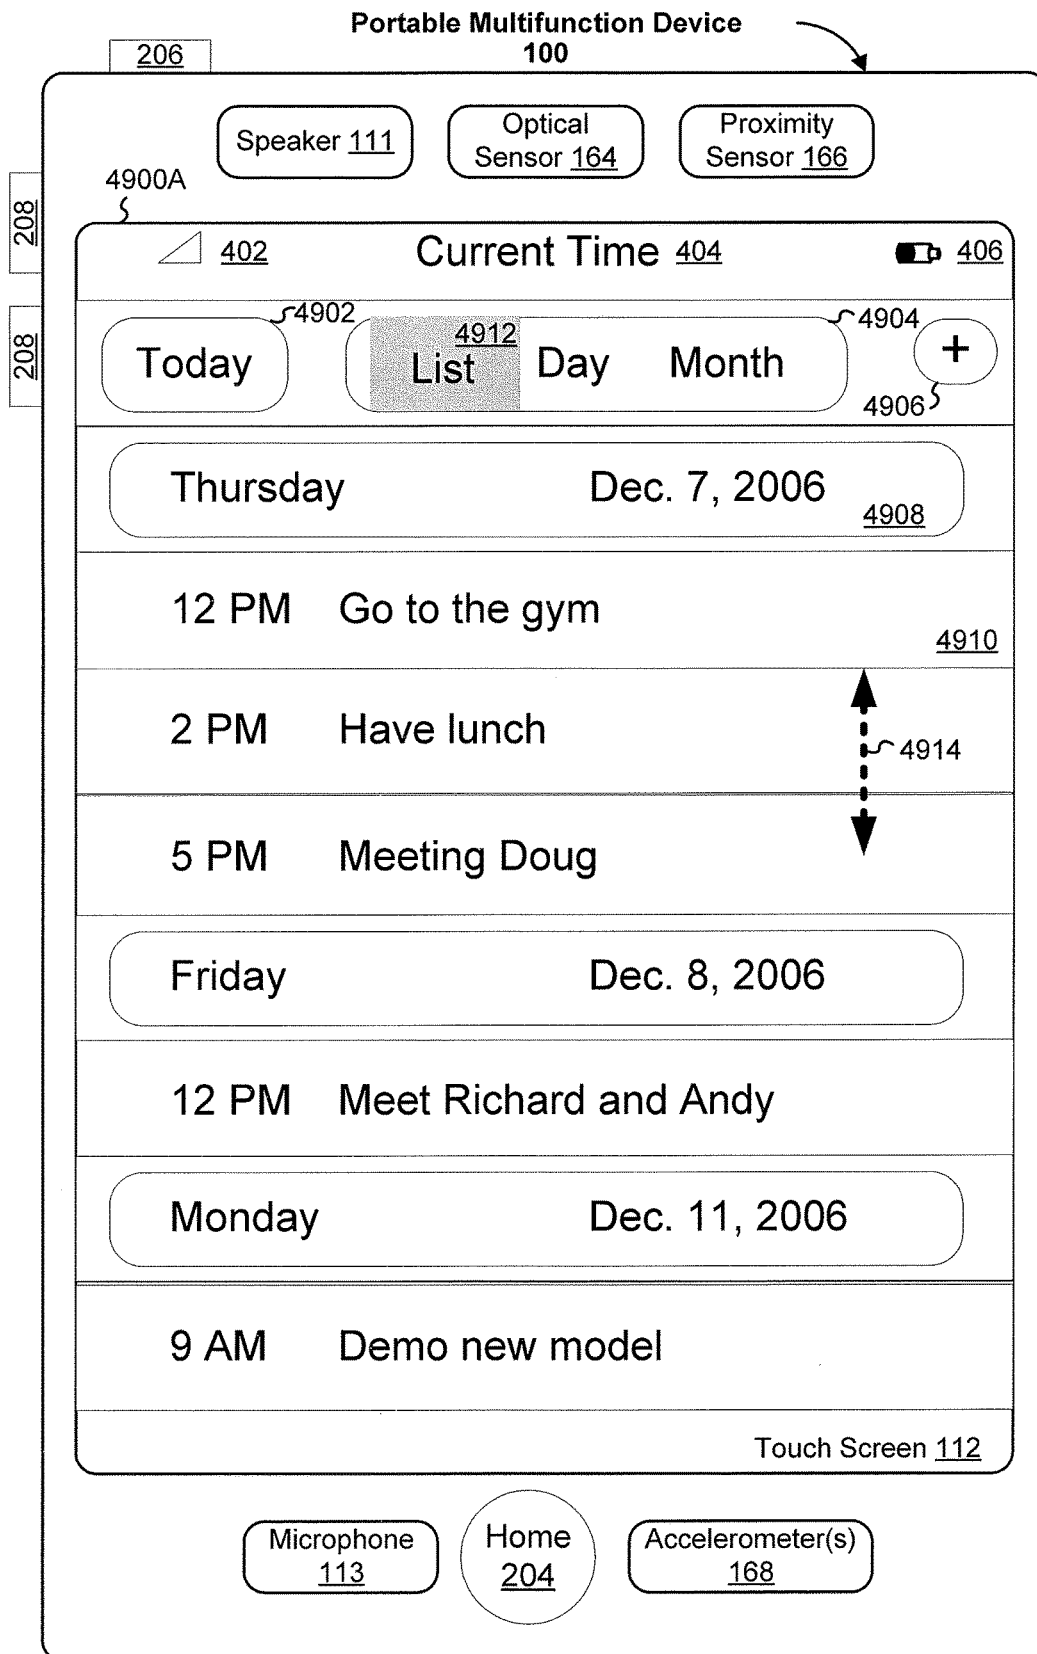 Portable Multifunction Device
100
206
Speaker 111
Optical
Sensor 164
Proximity
Sensor 166
4900A
208
208
402
Current Time 404
406
4902
4904
Today
4912
List
Day
Month
+
4906
Thursday
Dec. 7, 2006
4908
12 PM
Go to the gym
4910
2 PM
Have lunch
4914
5 PM
Meeting Doug
Friday
Dec. 8, 2006
12 PM
Meet Richard and Andy
Monday
Dec. 11, 2006
9 AM
Demo new model
Touch Screen 112
Microphone
113
Home
204
Accelerometer(s)
168